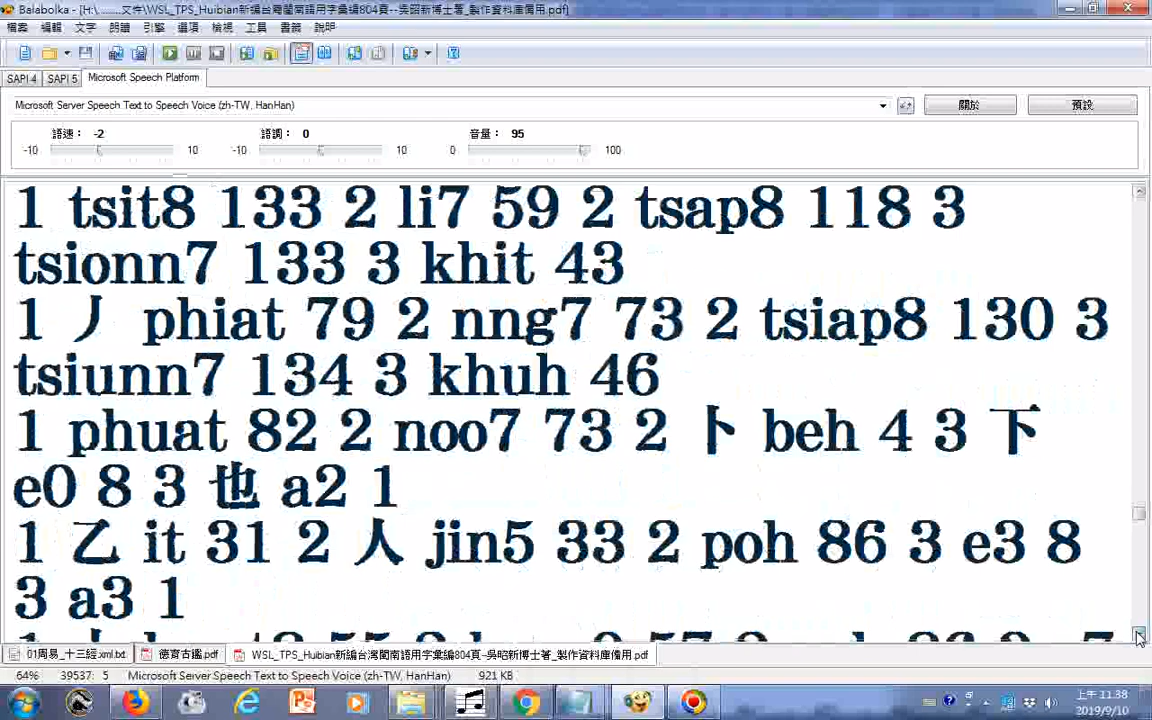 Balabolka - [H:\........文件\WSL_TPS_Huibian新編台灣閩南語用字彙編804頁--吳昭新博士著_製作資料庫備用.pdf]
檔案 編輯 文字 朗讀 引擎 選項 檢視 工具 書籤 說明
SAPI 4 SAPI 5 Microsoft Speech Platform
Microsoft Server Speech Text to Speech Voice (zh-TW, HanHan) 關於 預設
語速： -2 語調： 0 音量： 95
-10 10 -10 10 0 100
1 tsit8 133 2 li7 59 2 tsap8 118 3
tsionn7 133 3 khit 43
1 丿 phiat 79 2 nng7 73 2 tsiap8 130 3
tsiunn7 134 3 khuh 46
1 phuat 82 2 noo7 73 2 卜 beh 4 3 下
e0 8 3 也 a2 1
1 乙 it 31 2 人 jin5 33 2 poh 86 3 e3 8
3 a3 1
01周易_十三經.xml.txt 德育古鑑.pdf WSL_TPS_Huibian新編台灣閩南語用字彙編804頁--吳昭新博士著_製作資料庫備用.pdf
64% 39537: 5 Microsoft Server Speech Text to Speech Voice (zh-TW, HanHan) 921 KB
上午 11:38
2019/9/10